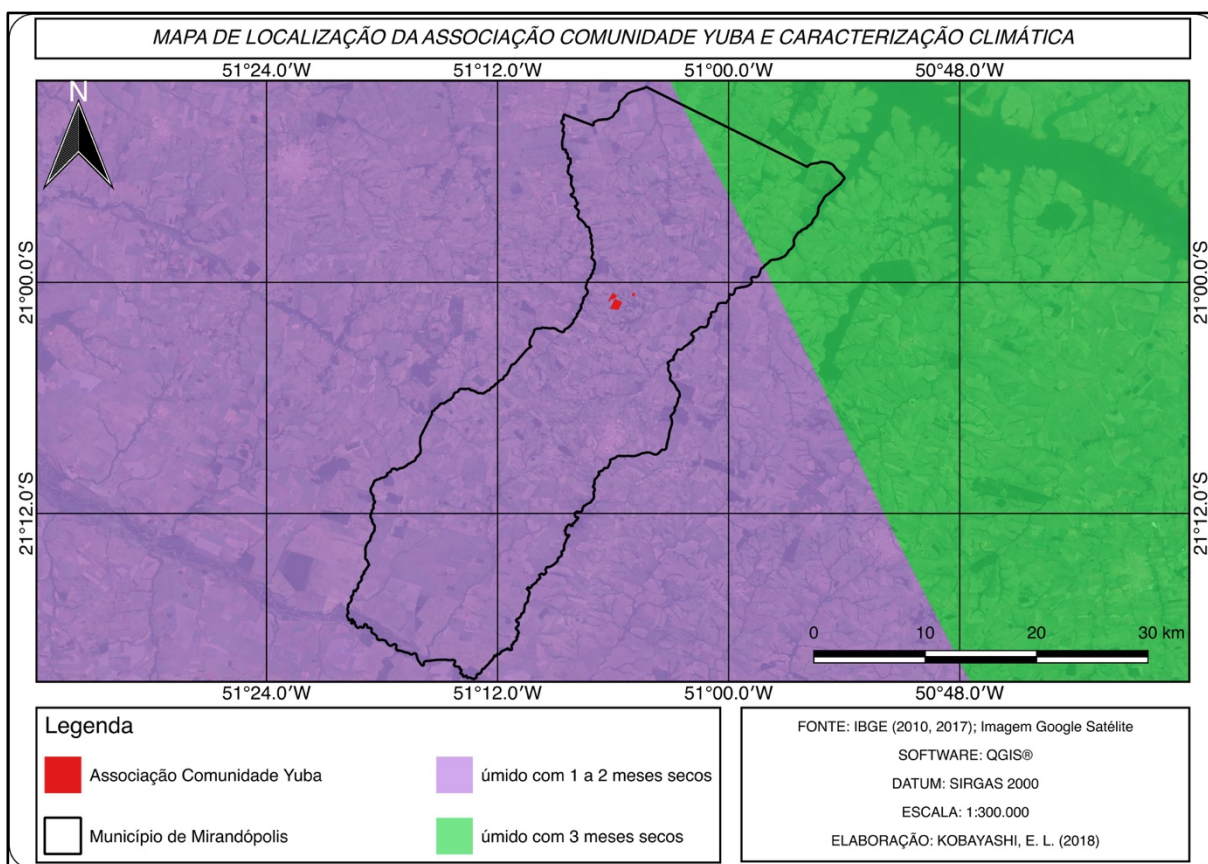 MAPA DE LOCALIZAÇÃO DA ASSOCIAÇÃO COMUNIDADE YUBA E CARACTERIZAÇÃO CLIMÁTICA
51°24.0'W 51°12.0'W 51°00.0'W 50°48.0'W
N
21°00.0'S 21°00.0'S
21°12.0'S 21°12.0'S
0 10 20 30 km
51°24.0'W 51°12.0'W 51°00.0'W 50°48.0'W
Legenda
Associação Comunidade Yuba
úmido com 1 a 2 meses secos
Município de Mirandópolis
úmido com 3 meses secos
FONTE: IBGE (2010, 2017); Imagem Google Satélite
SOFTWARE: QGIS®
DATUM: SIRGAS 2000
ESCALA: 1:300.000
ELABORAÇÃO: KOBAYASHI, E. L. (2018)